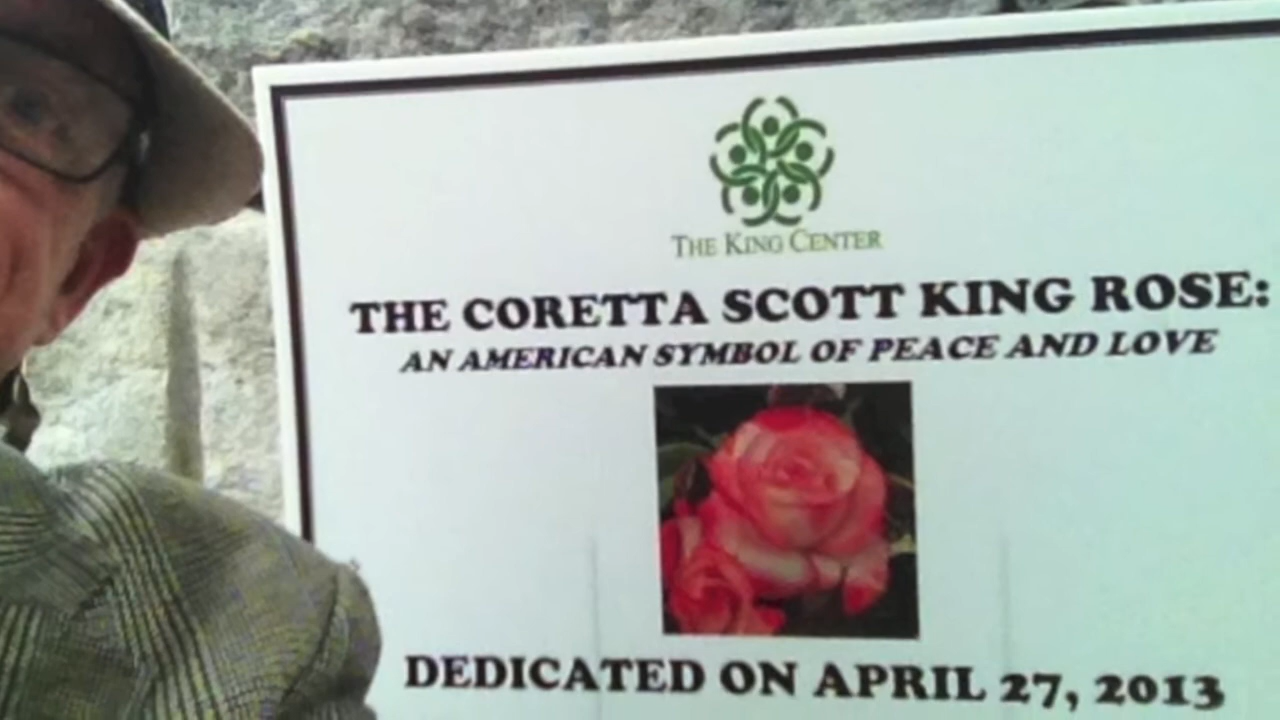 THE KING CENTER
THE CORETTA SCOTT KING ROSE:
AN AMERICAN SYMBOL OF PEACE AND LOVE
DEDICATED ON APRIL 27, 2013